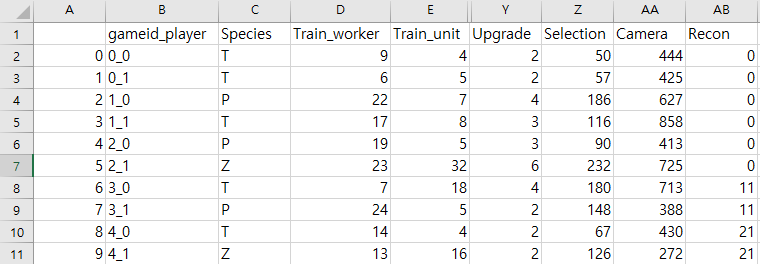 A B C D E Y Z AA AB
1 gameid_player Species Train_worker Train_unit Upgrade Selection Camera Recon
2 0 0_0 T 9 4 2 50 444 0
3 1 0_1 T 6 5 2 57 425 0
4 2 1_0 P 22 7 4 186 627 0
5 3 1_1 T 17 8 3 116 858 0
6 4 2_0 P 19 5 3 90 413 0
7 5 2_1 Z 23 32 6 232 725 0
8 6 3_0 T 7 18 4 180 713 11
9 7 3_1 P 24 5 2 148 388 11
10 8 4_0 T 14 4 2 67 430 21
11 9 4_1 Z 13 16 2 126 272 21